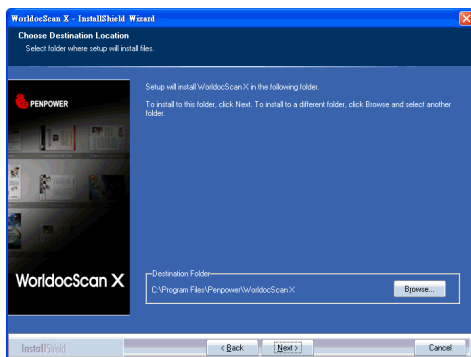 WorldocScan X - InstallShield Wizard
Choose Destination Location
Select folder where setup will install files.
PENPOWER
WorldocScan X
Setup will install WorldocScan X in the following folder.
To install to this folder, click Next. To install to a different folder, click Browse and select another
folder.
Destination Folder
C:\Program Files\Penpower\WorldocScan X
Browse...
InstallShield
< Back
Next >
Cancel